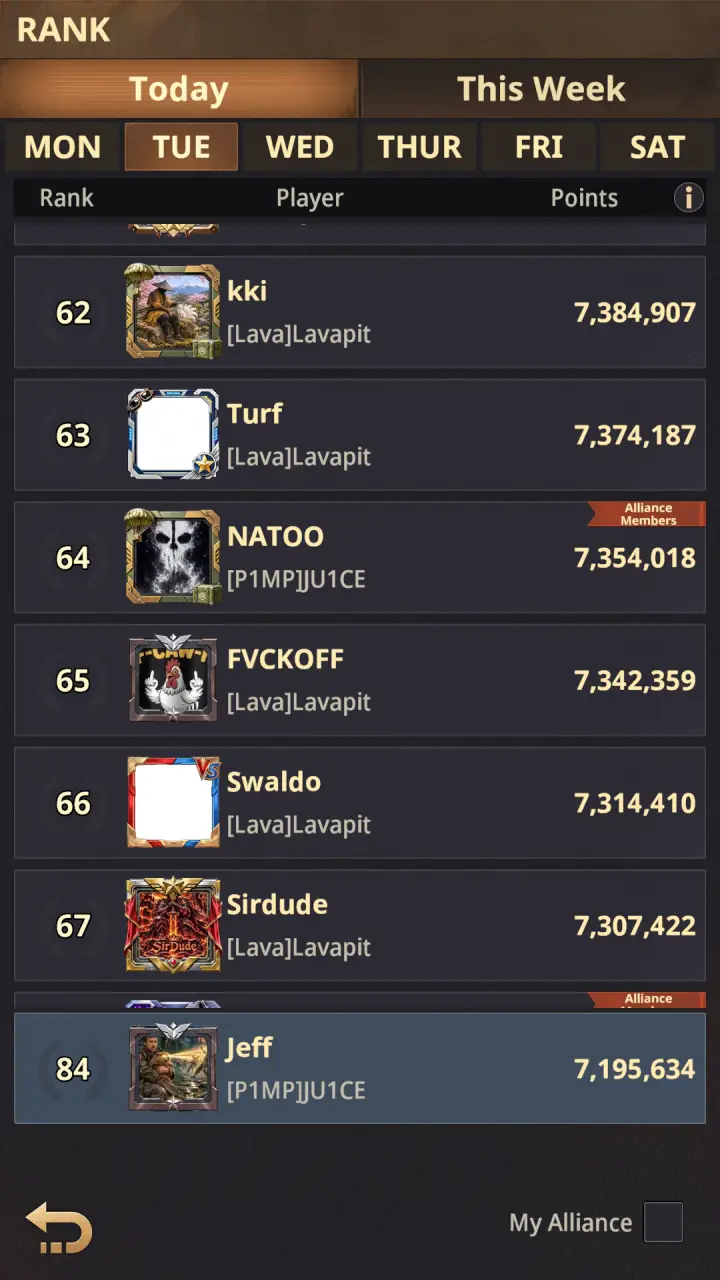 RANK
Today
This Week
MON
TUE
WED
THUR
FRI
SAT
Rank
Player
Points
62
kki
[Lava]Lavapit
7,384,907
63
Turf
[Lava]Lavapit
7,374,187
Alliance
Members
64
NATOO
[P1MP]JU1CE
7,354,018
65
FVCKOFF
[Lava]Lavapit
7,342,359
VS
66
Swaldo
[Lava]Lavapit
7,314,410
SirDude
67
Sirdude
[Lava]Lavapit
7,307,422
Alliance
84
Jeff
[P1MP]JU1CE
7,195,634
My Alliance